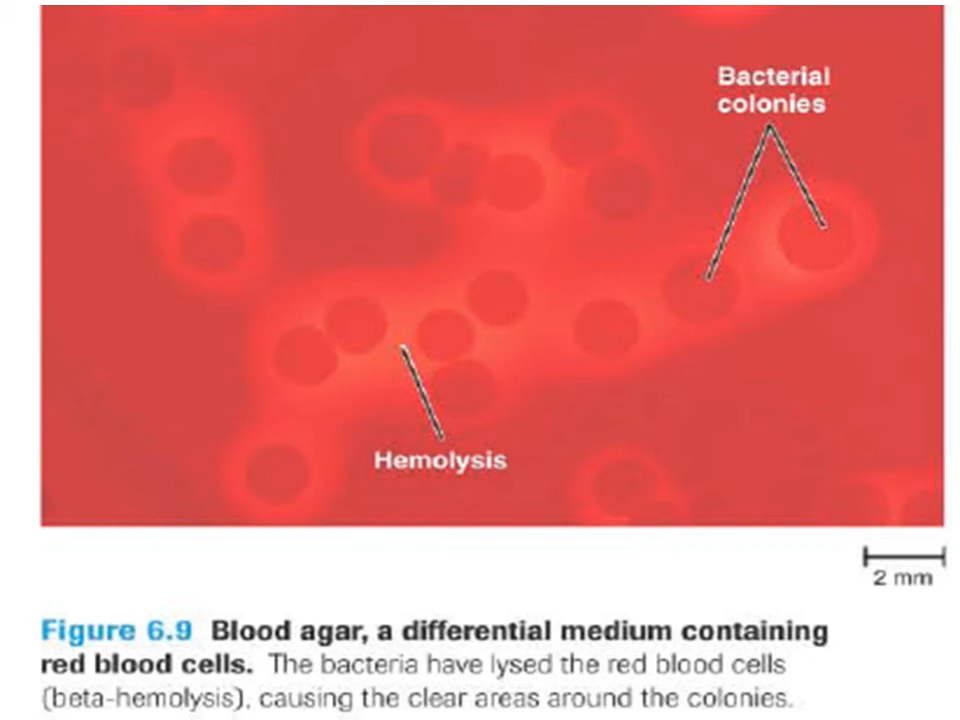 Bacterial
colonies
Hemolysis
2 mm
Figure 6.9 Blood agar, a differential medium containing
red blood cells. The bacteria have lysed the red blood cells
(beta-hemolysis), causing the clear areas around the colonies.